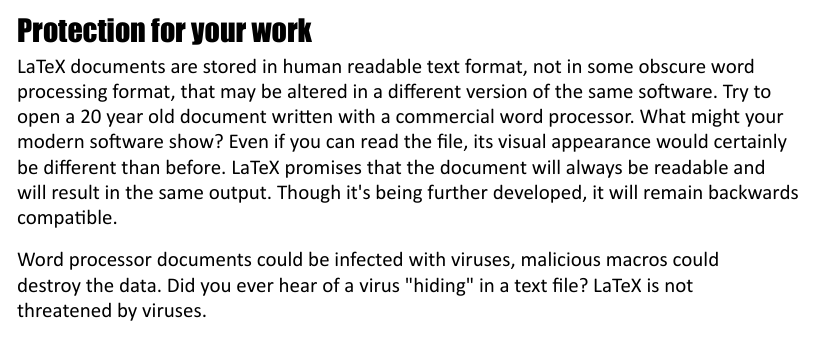 Protection for your work
LaTeX documents are stored in human readable text format, not in some obscure word
processing format, that may be altered in a different version of the same software. Try to
open a 20 year old document written with a commercial word processor. What might your
modern software show? Even if you can read the file, its visual appearance would certainly
be different than before. LaTeX promises that the document will always be readable and
will result in the same output. Though it's being further developed, it will remain backwards
compatible.
Word processor documents could be infected with viruses, malicious macros could
destroy the data. Did you ever hear of a virus "hiding" in a text file? LaTeX is not
threatened by viruses.